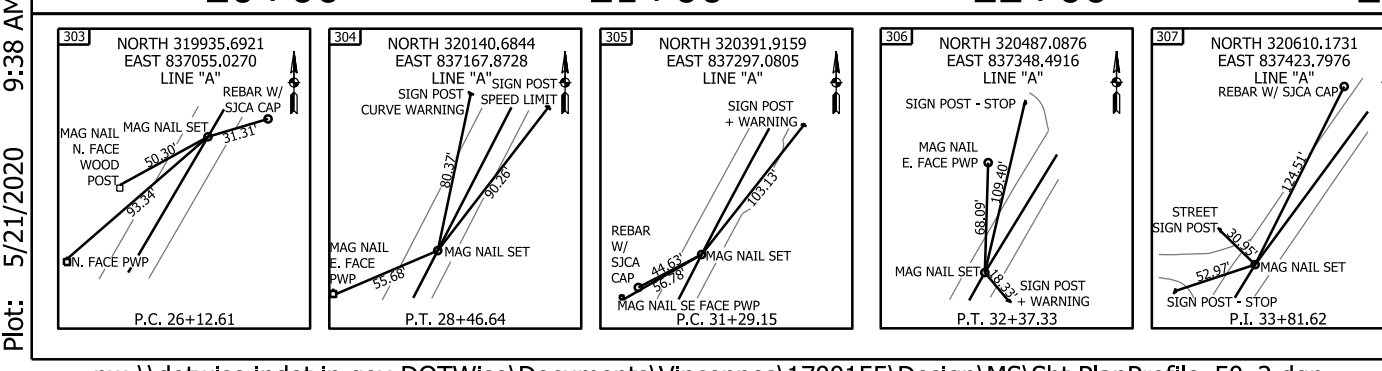 Plot: 5/21/2020 9:38 AM
303
NORTH 319935.6921
EAST 837055.0270
LINE "A"
REBAR W/
SJCA CAP
MAG NAIL SET
31.31'
MAG NAIL
N. FACE
WOOD
POST
50.30'
93.34'
N. FACE PWP
P.C. 26+12.61
304
NORTH 320140.6844
EAST 837167.8728
LINE "A"
SIGN POST
SPEED LIMIT
SIGN POST
CURVE WARNING
80.37'
90.26'
MAG NAIL SET
MAG NAIL
E. FACE
PWP
55.68'
P.T. 28+46.64
305
NORTH 320391.9159
EAST 837297.0805
LINE "A"
SIGN POST
+ WARNING
103.13'
REBAR
W/
SJCA
CAP
44.63'
56.78'
MAG NAIL SET
MAG NAIL SE FACE PWP
P.C. 31+29.15
306
NORTH 320487.0876
EAST 837348.4916
LINE "A"
SIGN POST - STOP
MAG NAIL
E. FACE PWP
68.09'
109.40'
MAG NAIL SET
18.33'
SIGN POST
+ WARNING
P.T. 32+37.33
307
NORTH 320610.1731
EAST 837423.7976
LINE "A"
REBAR W/ SJCA CAP
124.51'
STREET
SIGN POST
30.95'
52.97'
MAG NAIL SET
SIGN POST - STOP
P.I. 33+81.62